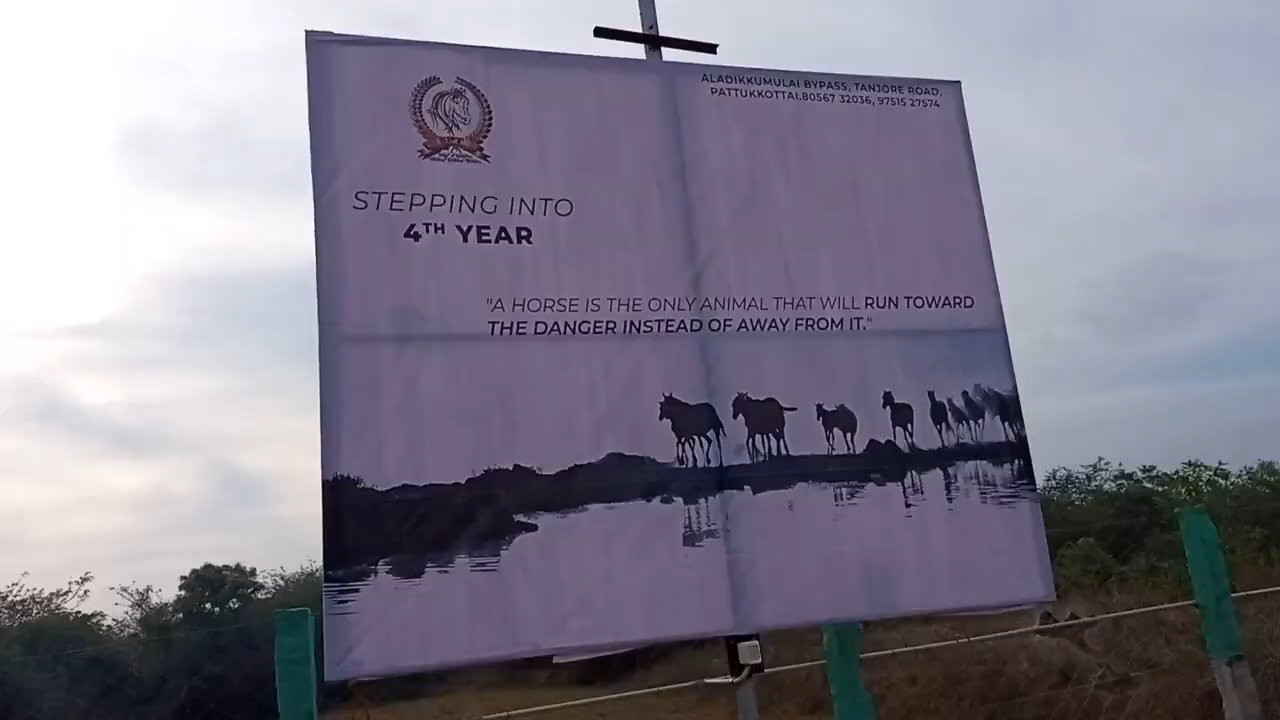 ALADIKKUMULAI BYPASS, TANJORE ROAD,
PATTUKKOTTAI.80567 32036, 97515 27574
STEPPING INTO
4TH YEAR
"A HORSE IS THE ONLY ANIMAL THAT WILL RUN TOWARD
THE DANGER INSTEAD OF AWAY FROM IT."